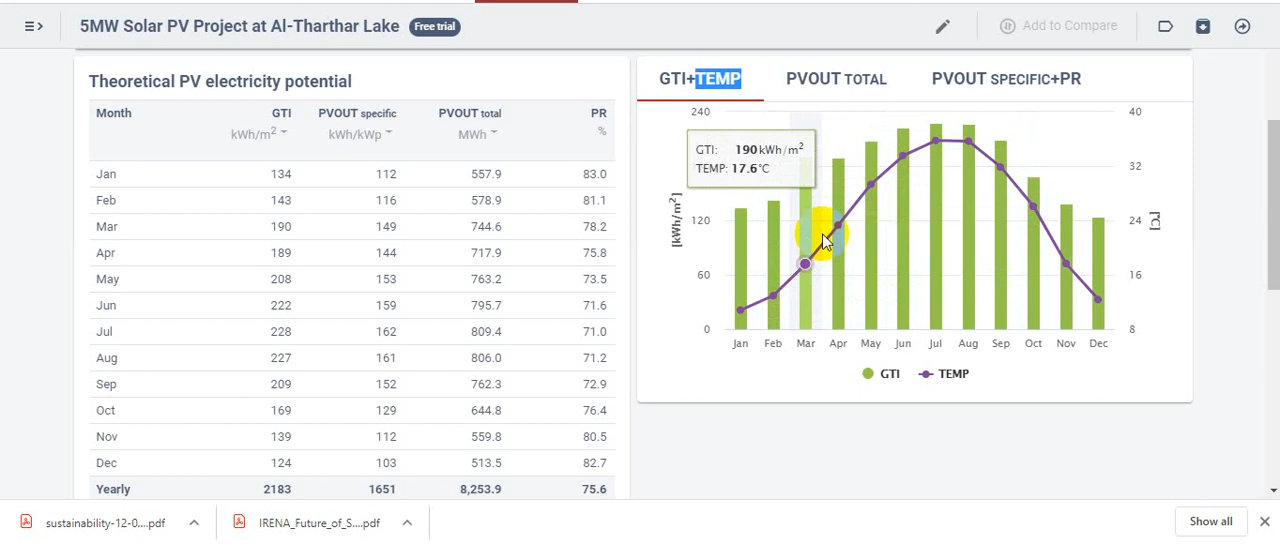 5MW Solar PV Project at Al-Tharthar Lake Free trial Add to Compare
Theoretical PV electricity potential
Month GTI PVOUT specific PVOUT total PR
kWh/m² kWh/kWp MWh %
Jan 134 112 557.9 83.0
Feb 143 116 578.9 81.1
Mar 190 149 744.6 78.2
Apr 189 144 717.9 75.8
May 208 153 763.2 73.5
Jun 222 159 795.7 71.6
Jul 228 162 809.4 71.0
Aug 227 161 806.0 71.2
Sep 209 152 762.3 72.9
Oct 169 129 644.8 76.4
Nov 139 112 559.8 80.5
Dec 124 103 513.5 82.7
Yearly 2183 1651 8,253.9 75.6
GTI+TEMP PVOUT TOTAL PVOUT SPECIFIC+PR
240 40
GTI: 190 kWh/m²
TEMP: 17.6°C
32
[kWh/m²] 120 24 [°C]
60 16
0 8
Jan Feb Mar Apr May Jun Jul Aug Sep Oct Nov Dec
GTI TEMP
sustainability-12-0....pdf IRENA_Future_of_S....pdf Show all